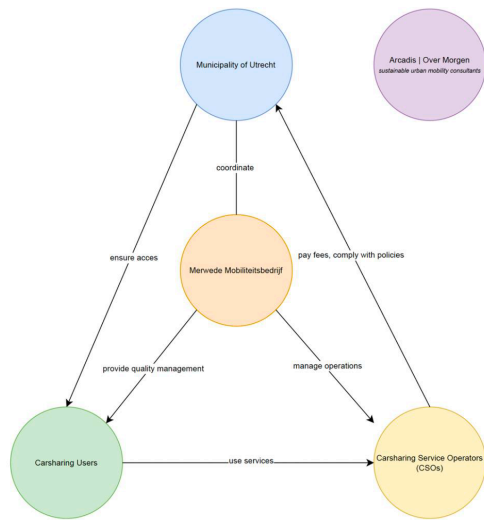 Municipality of Utrecht
Arcadis | Over Morgen
sustainable urban mobility consultants
coordinate
ensure acces
pay fees, comply with policies
Merwede Mobiliteitsbedrijf
provide quality management
manage operations
Carsharing Users
use services
Carsharing Service Operators
(CSOs)